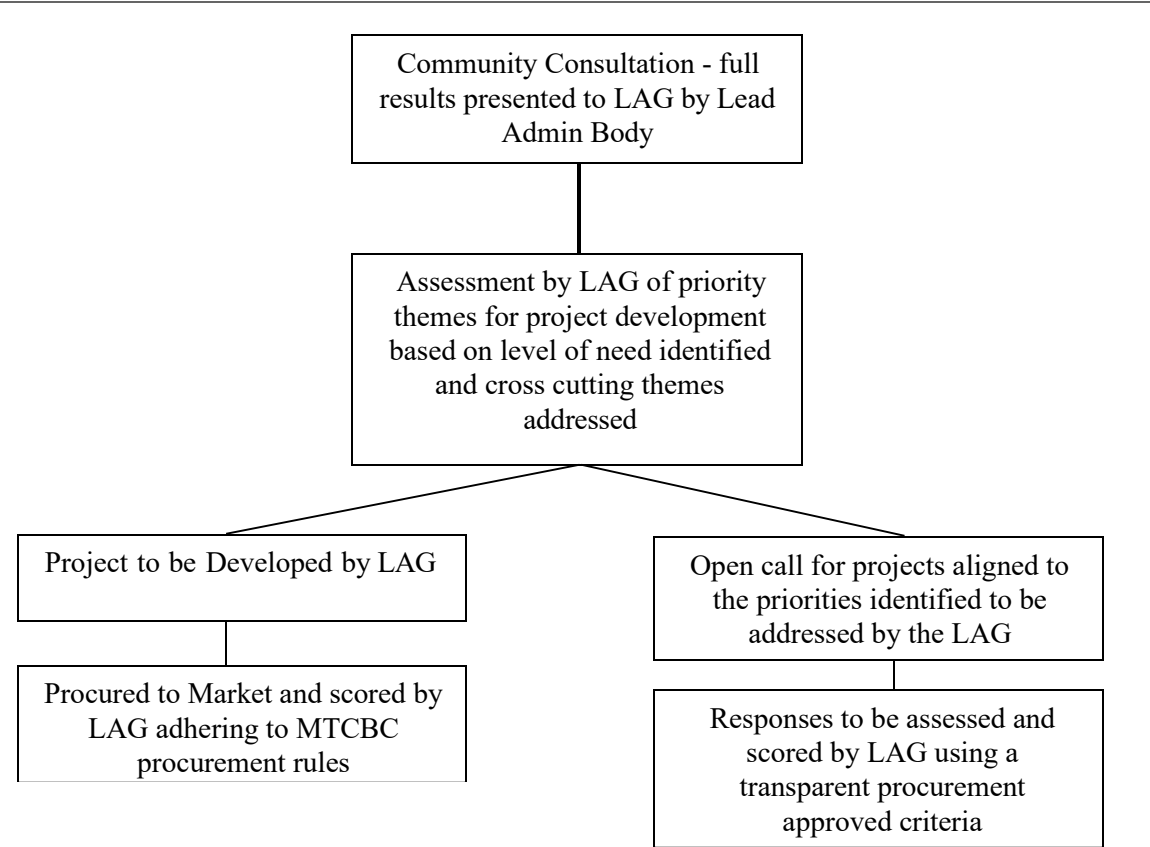 Community Consultation - full
results presented to LAG by Lead
Admin Body
Assessment by LAG of priority
themes for project development
based on level of need identified
and cross cutting themes
addressed
Project to be Developed by LAG
Procured to Market and scored by
LAG adhering to MTCBC
procurement rules
Open call for projects aligned to
the priorities identified to be
addressed by the LAG
Responses to be assessed and
scored by LAG using a
transparent procurement
approved criteria